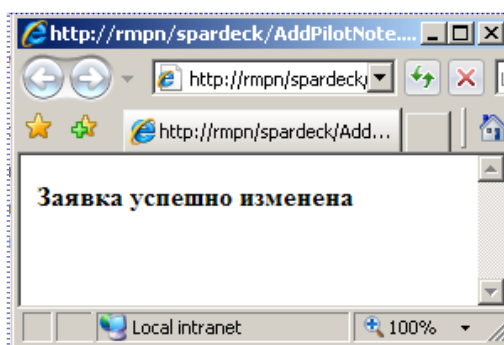 http://rmpn/spardeck/AddPilotNote....
http://rmpn/spardeck/
http://rmpn/spardeck/Add...
Заявка успешно изменена
Local intranet
100%